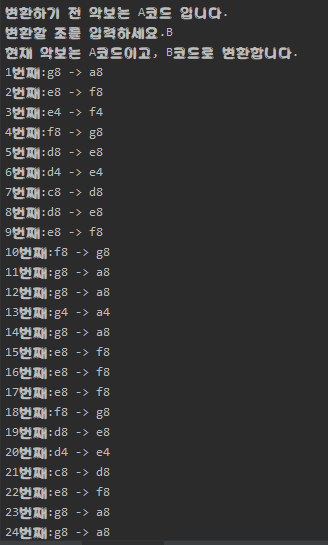 변환하기 전 악보는 A코드 입니다.
변환할 조를 입력하세요.B
현재 악보는 A코드이고, B코드로 변환합니다.
1번째:g8 -> a8
2번째:e8 -> f8
3번째:e4 -> f4
4번째:f8 -> g8
5번째:d8 -> e8
6번째:d4 -> e4
7번째:c8 -> d8
8번째:d8 -> e8
9번째:e8 -> f8
10번째:f8 -> g8
11번째:g8 -> a8
12번째:g8 -> a8
13번째:g4 -> a4
14번째:g8 -> a8
15번째:e8 -> f8
16번째:e8 -> f8
17번째:e8 -> f8
18번째:f8 -> g8
19번째:d8 -> e8
20번째:d4 -> e4
21번째:c8 -> d8
22번째:e8 -> f8
23번째:g8 -> a8
24번째:g8 -> a8